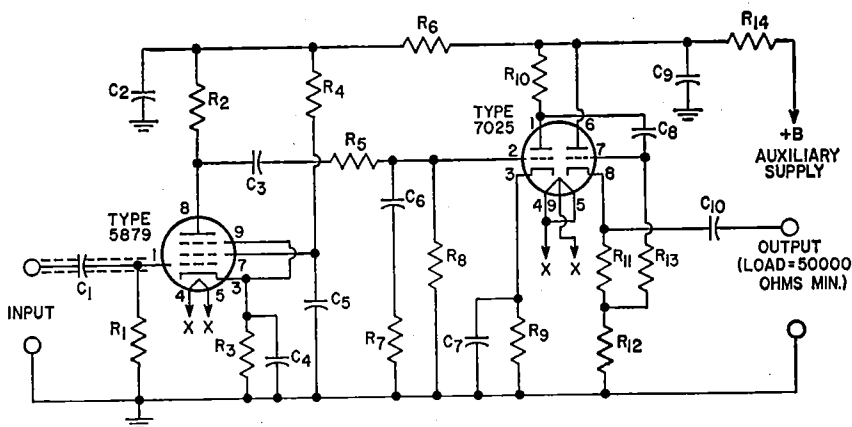 R6
R14
C2
R2
R4
R10
C9
TYPE
7025
1
6
C8
+B
AUXILIARY
SUPPLY
C3
R5
2
7
3
8
TYPE
5879
8
9
7
3
1
4
5
C1
C6
R8
4
9
5
C10
R11
R13
OUTPUT
(LOAD=50000
OHMS MIN.)
X
X
X
X
INPUT
R1
R3
C4
C5
R7
C7
R9
R12